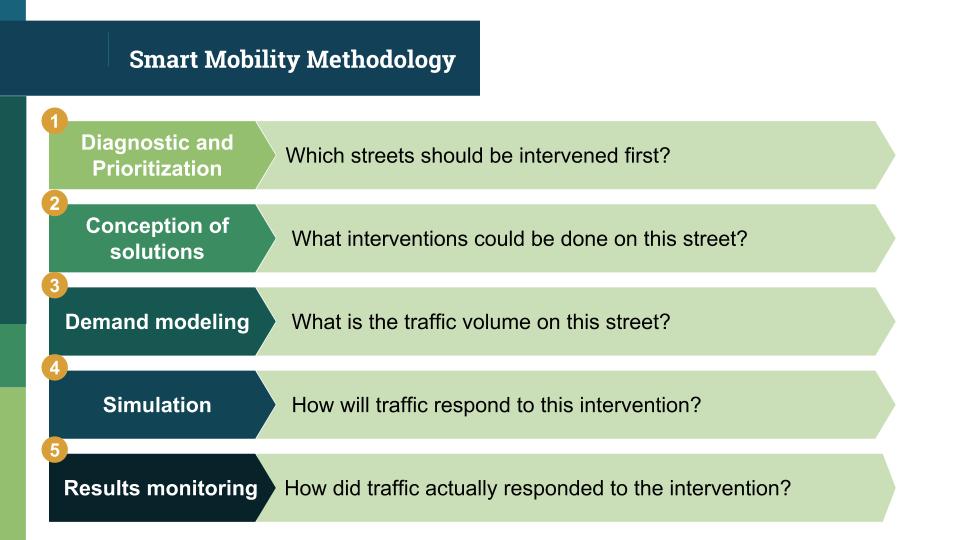 Smart Mobility Methodology
1
Diagnostic and
Prioritization
Which streets should be intervened first?
2
Conception of
solutions
What interventions could be done on this street?
3
Demand modeling
What is the traffic volume on this street?
4
Simulation
How will traffic respond to this intervention?
5
Results monitoring
How did traffic actually responded to the intervention?